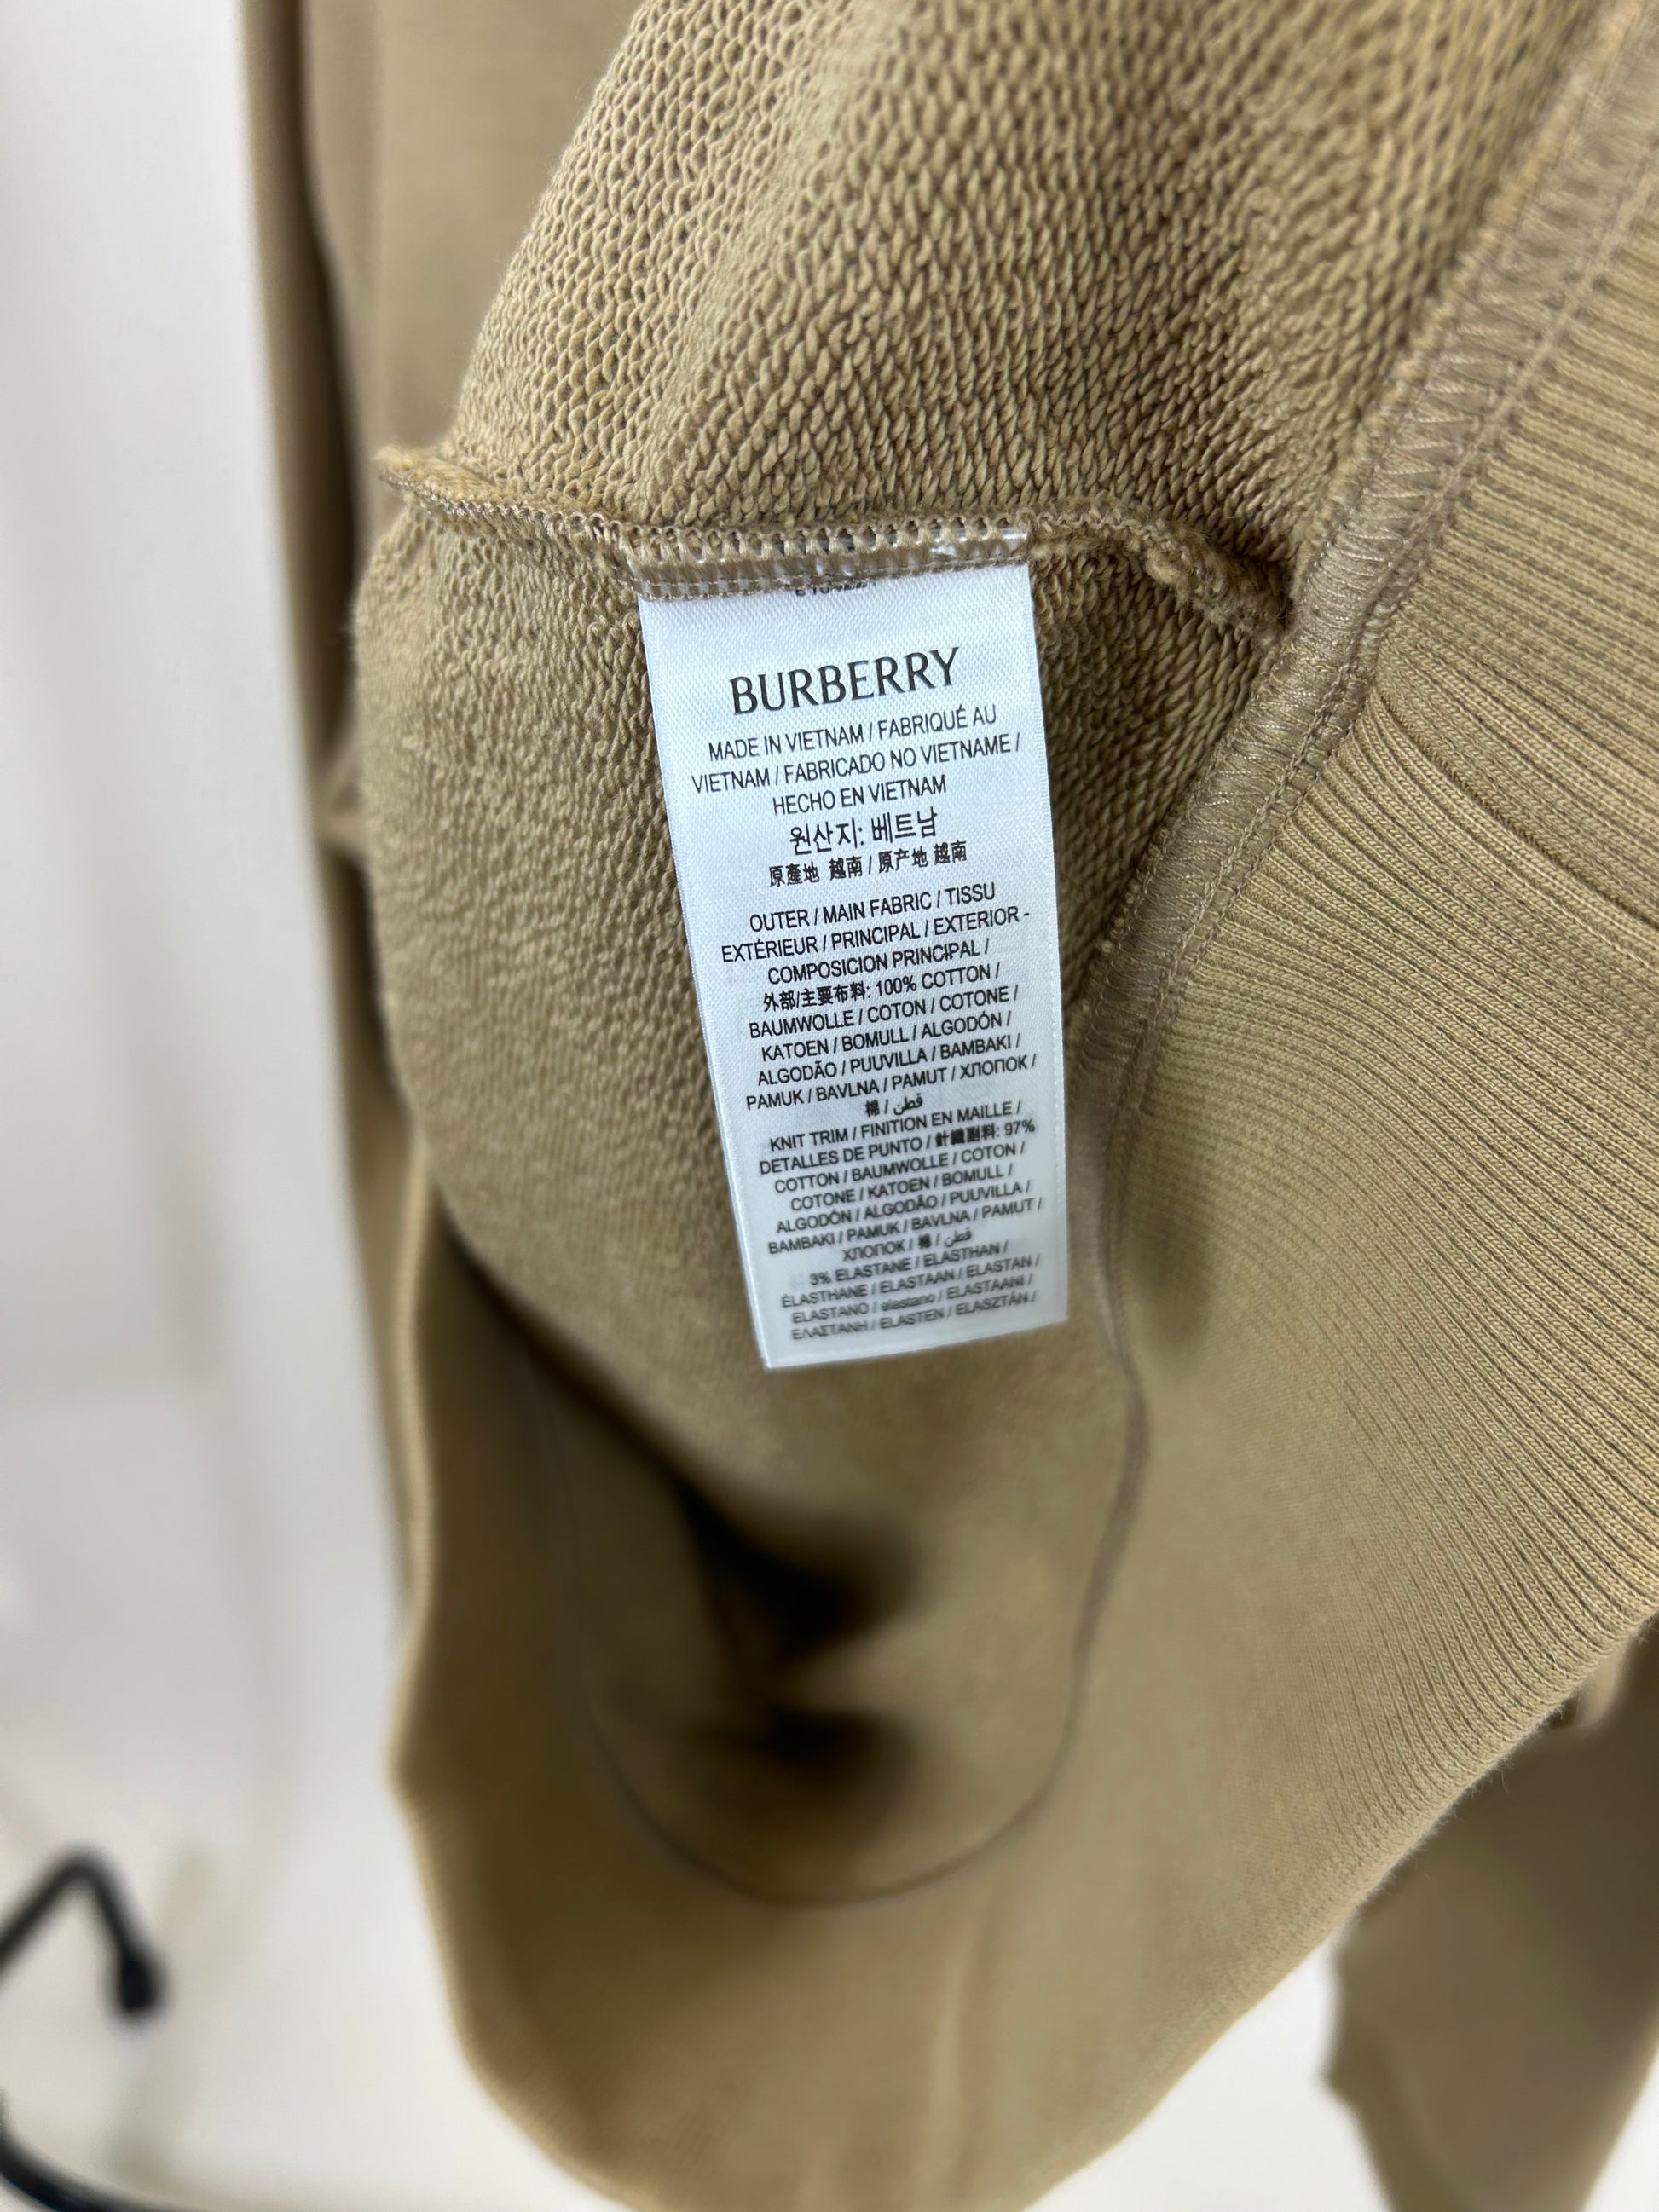 BURBERRY
MADE IN VIETNAM / FABRIQUÉ AU
VIETNAM / FABRICADO NO VIETNAME /
HECHO EN VIETNAM
원산지: 베트남
原產地 越南 / 原产地 越南
OUTER / MAIN FABRIC / TISSU
EXTÉRIEUR / PRINCIPAL / EXTERIOR -
COMPOSICION PRINCIPAL /
外部/主要布料: 100% COTTON /
BAUMWOLLE / COTON / COTONE /
KATOEN / BOMULL / ALGODÓN /
ALGODÃO / PUUVILLA / BAMBAKI /
PAMUK / BAVLNA / PAMUT / ХЛОПОК /
棉 / قطن
KNIT TRIM / FINITION EN MAILLE /
DETALLES DE PUNTO / 針織副料: 97%
COTTON / BAUMWOLLE / COTON /
COTONE / KATOEN / BOMULL /
ALGODÓN / ALGODÃO / PUUVILLA /
BAMBAKI / PAMUK / BAVLNA / PAMUT /
ХЛОПОК / 棉 / قطن
3% ELASTANE / ELASTHAN /
ÉLASTHANE / ELASTAAN / ELASTAN /
ELASTANO / elastano / ELASTAANI /
ΕΛΑΣΤΑΝΗ / ELASTEN / ELASZTÁN /